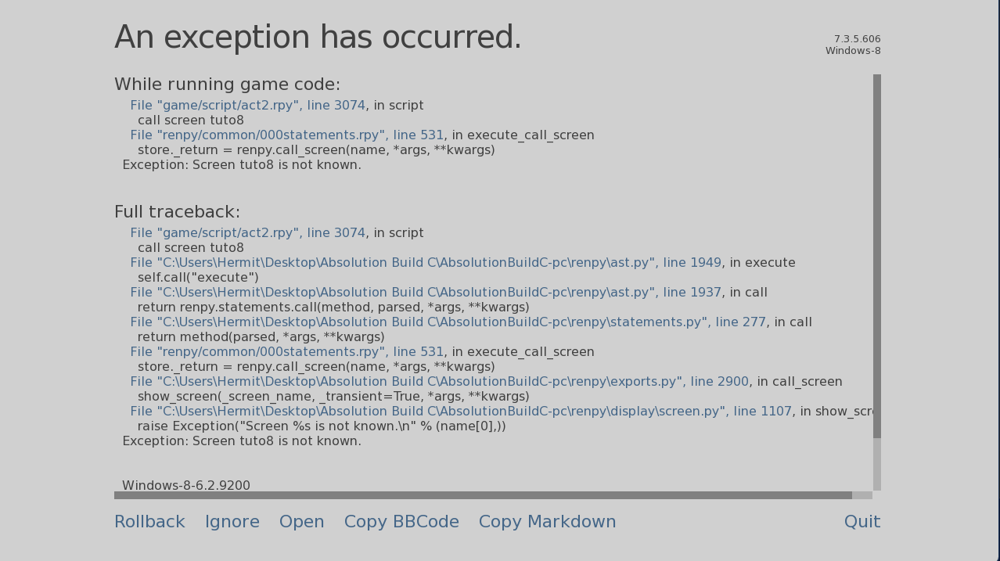 An exception has occurred.
7.3.5.606
Windows-8
While running game code:
File "game/script/act2.rpy", line 3074, in script
call screen tuto8
File "renpy/common/000statements.rpy", line 531, in execute_call_screen
store._return = renpy.call_screen(name, *args, **kwargs)
Exception: Screen tuto8 is not known.
Full traceback:
File "game/script/act2.rpy", line 3074, in script
call screen tuto8
File "C:\Users\Hermit\Desktop\Absolution Build C\AbsolutionBuildC-pc\renpy\ast.py", line 1949, in execute
self.call("execute")
File "C:\Users\Hermit\Desktop\Absolution Build C\AbsolutionBuildC-pc\renpy\ast.py", line 1937, in call
return renpy.statements.call(method, parsed, *args, **kwargs)
File "C:\Users\Hermit\Desktop\Absolution Build C\AbsolutionBuildC-pc\renpy\statements.py", line 277, in call
return method(parsed, *args, **kwargs)
File "renpy/common/000statements.rpy", line 531, in execute_call_screen
store._return = renpy.call_screen(name, *args, **kwargs)
File "C:\Users\Hermit\Desktop\Absolution Build C\AbsolutionBuildC-pc\renpy\exports.py", line 2900, in call_screen
show_screen(_screen_name, _transient=True, *args, **kwargs)
File "C:\Users\Hermit\Desktop\Absolution Build C\AbsolutionBuildC-pc\renpy\display\screen.py", line 1107, in show_scre
raise Exception("Screen %s is not known.\n" % (name[0],))
Exception: Screen tuto8 is not known.
Windows-8-6.2.9200
Rollback Ignore Open Copy BBCode Copy Markdown Quit